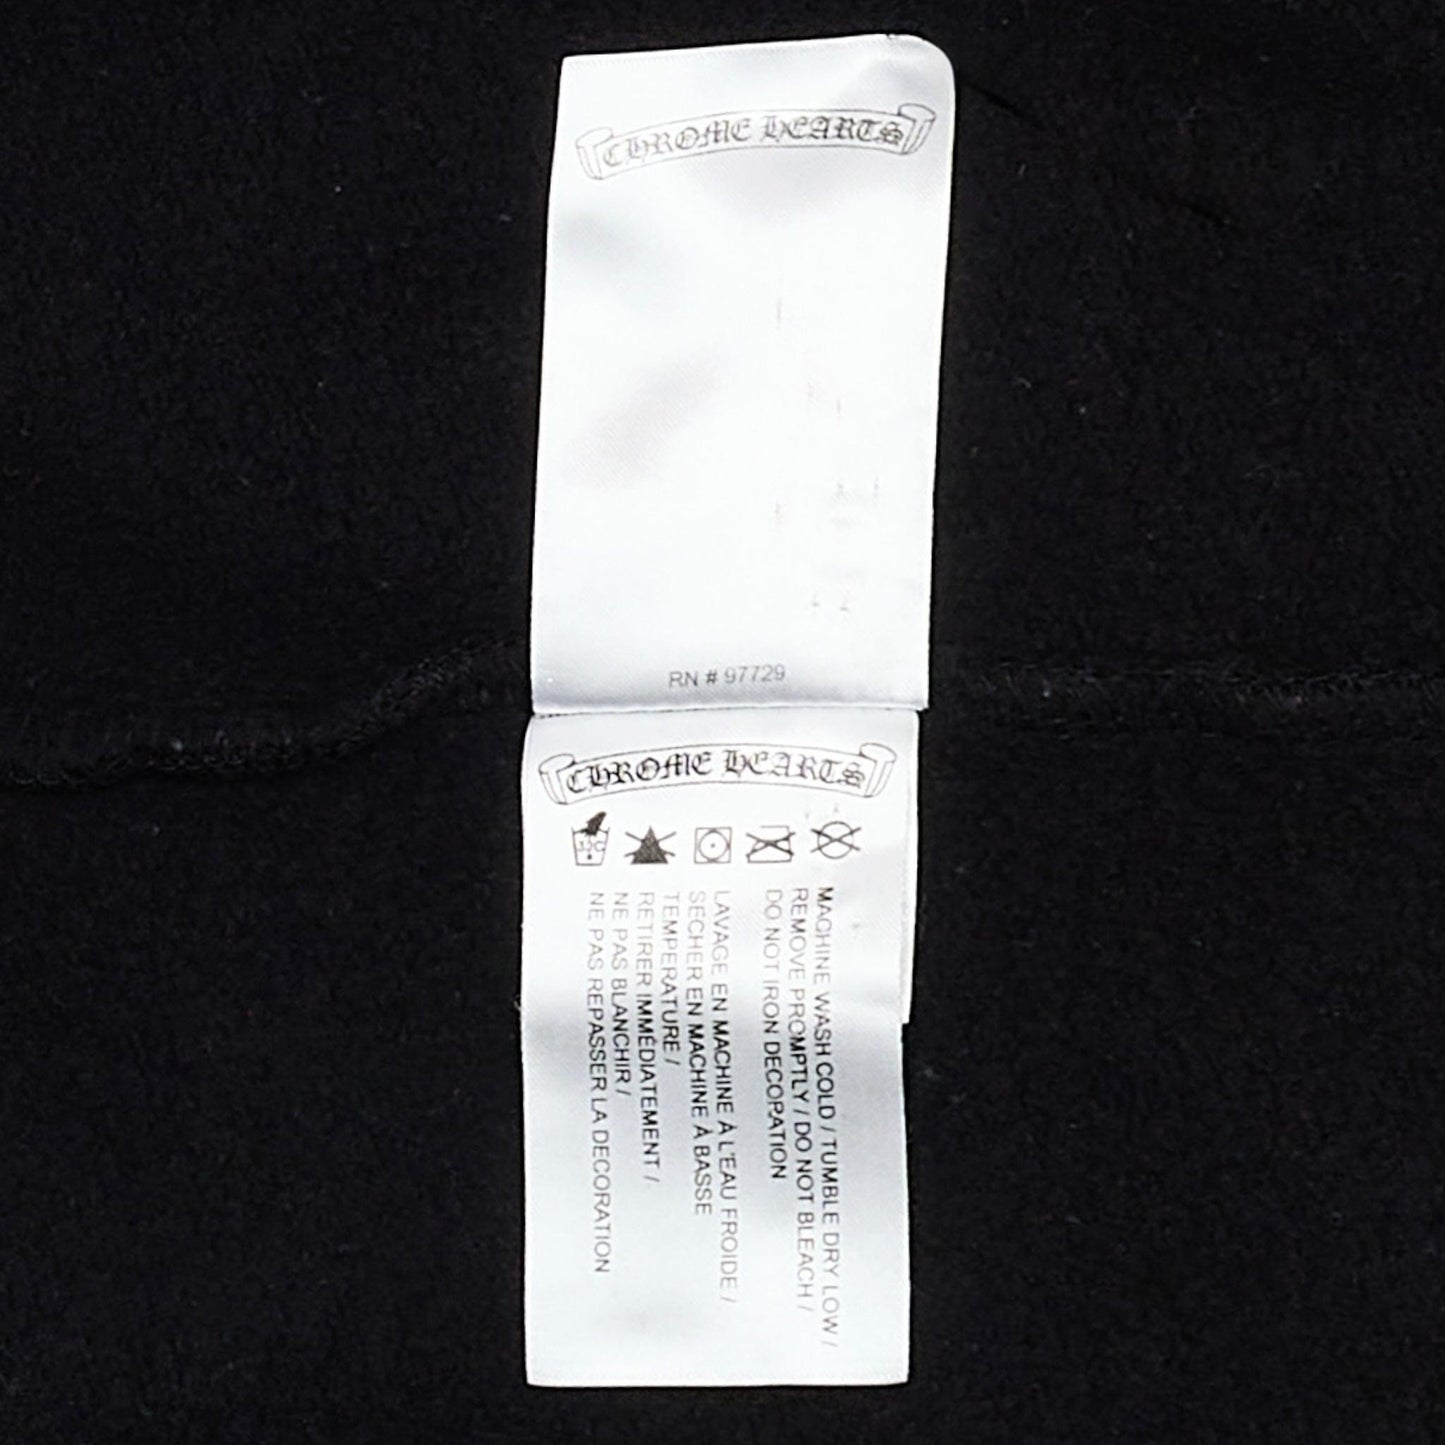 CHROME HEARTS
RN # 97729
CHROME HEARTS
MACHINE WASH COLD / TUMBLE DRY LOW /
REMOVE PROMPTLY / DO NOT BLEACH /
DO NOT IRON DECORATION
LAVAGE EN MACHINE À L'EAU FROIDE /
SÉCHER EN MACHINE À BASSE
TEMPERATURE /
RETIRER IMMÉDIATEMENT /
NE PAS BLANCHIR /
NE PAS REPASSER LA DECORATION